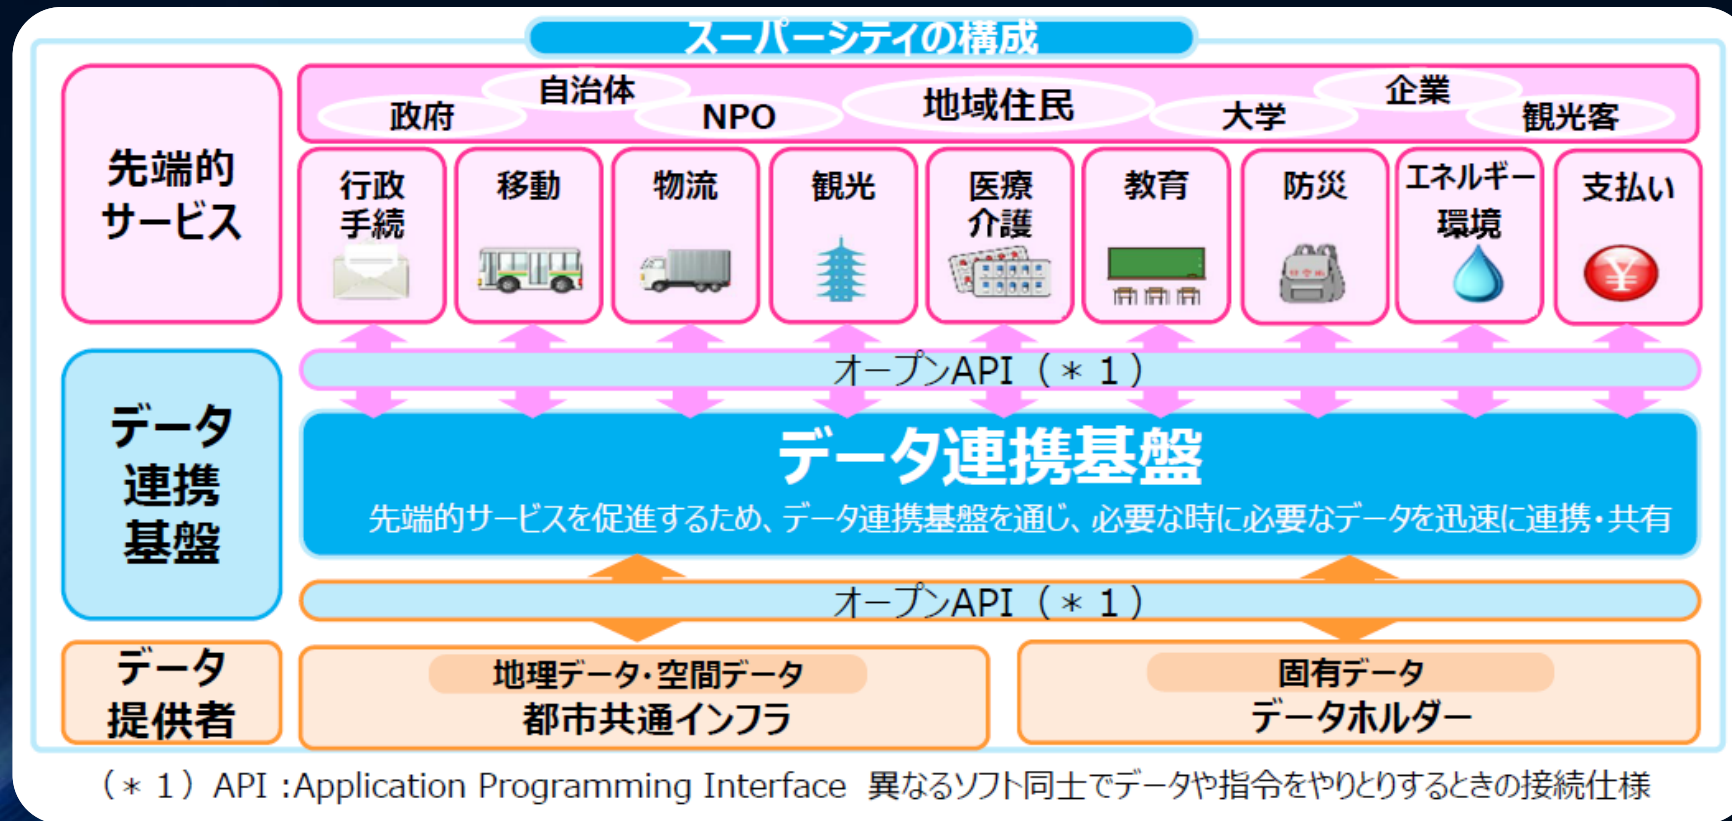 スーパーシティの構成
先端的
サービス
政府
自治体
NPO
地域住民
大学
企業
観光客
行政
手続
移動
物流
観光
医療
介護
教育
防災
エネルギー
環境
支払い
¥
オープンAPI（＊１）
データ
連携
基盤
データ連携基盤
先端的サービスを促進するため、データ連携基盤を通じ、必要な時に必要なデータを迅速に連携・共有
オープンAPI（＊１）
データ
提供者
地理データ・空間データ
都市共通インフラ
固有データ
データホルダー
（＊１）API :Application Programming Interface 異なるソフト同士でデータや指令をやりとりするときの接続仕様